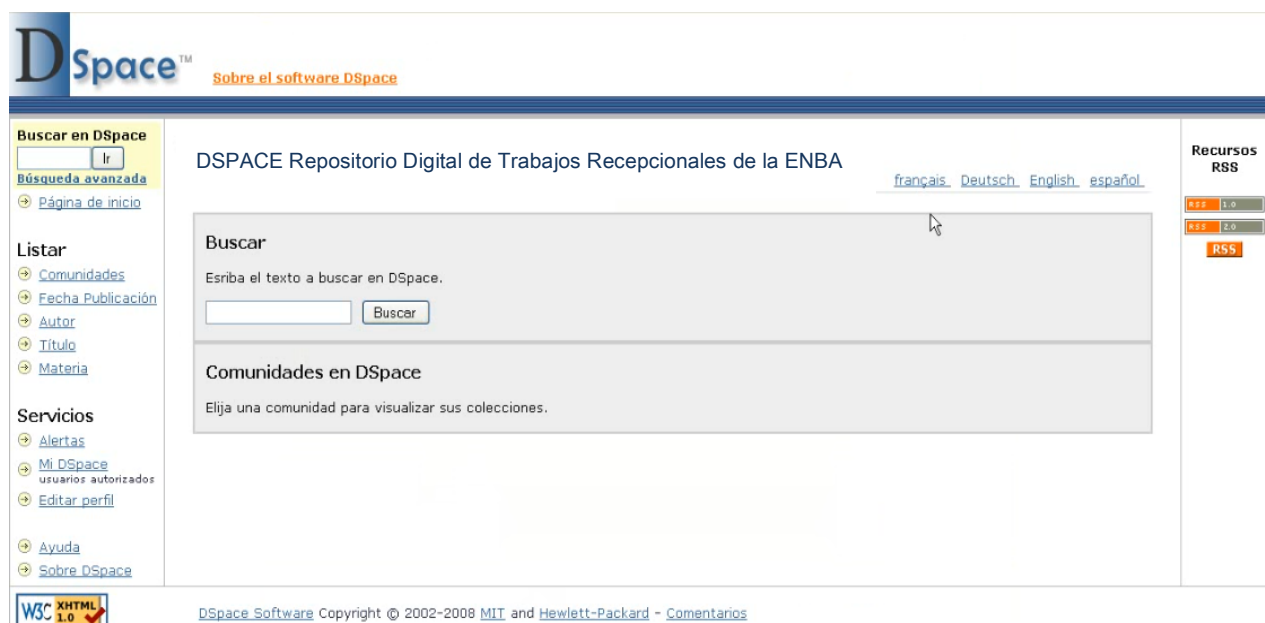 DSpace™
Sobre el software DSpace
Buscar en DSpace
Ir
Búsqueda avanzada
Página de inicio
Listar
Comunidades
Fecha Publicación
Autor
Título
Materia
Servicios
Alertas
Mi DSpace
usuarios autorizados
Editar perfil
Ayuda
Sobre DSpace
W3C XHTML 1.0
DSPACE Repositorio Digital de Trabajos Recepcionales de la ENBA
français Deutsch English español
Buscar
Esriba el texto a buscar en DSpace.
Buscar
Comunidades en DSpace
Elija una comunidad para visualizar sus colecciones.
Recursos
RSS
RSS 1.0
RSS 2.0
RSS
DSpace Software Copyright © 2002-2008 MIT and Hewlett-Packard - Comentarios